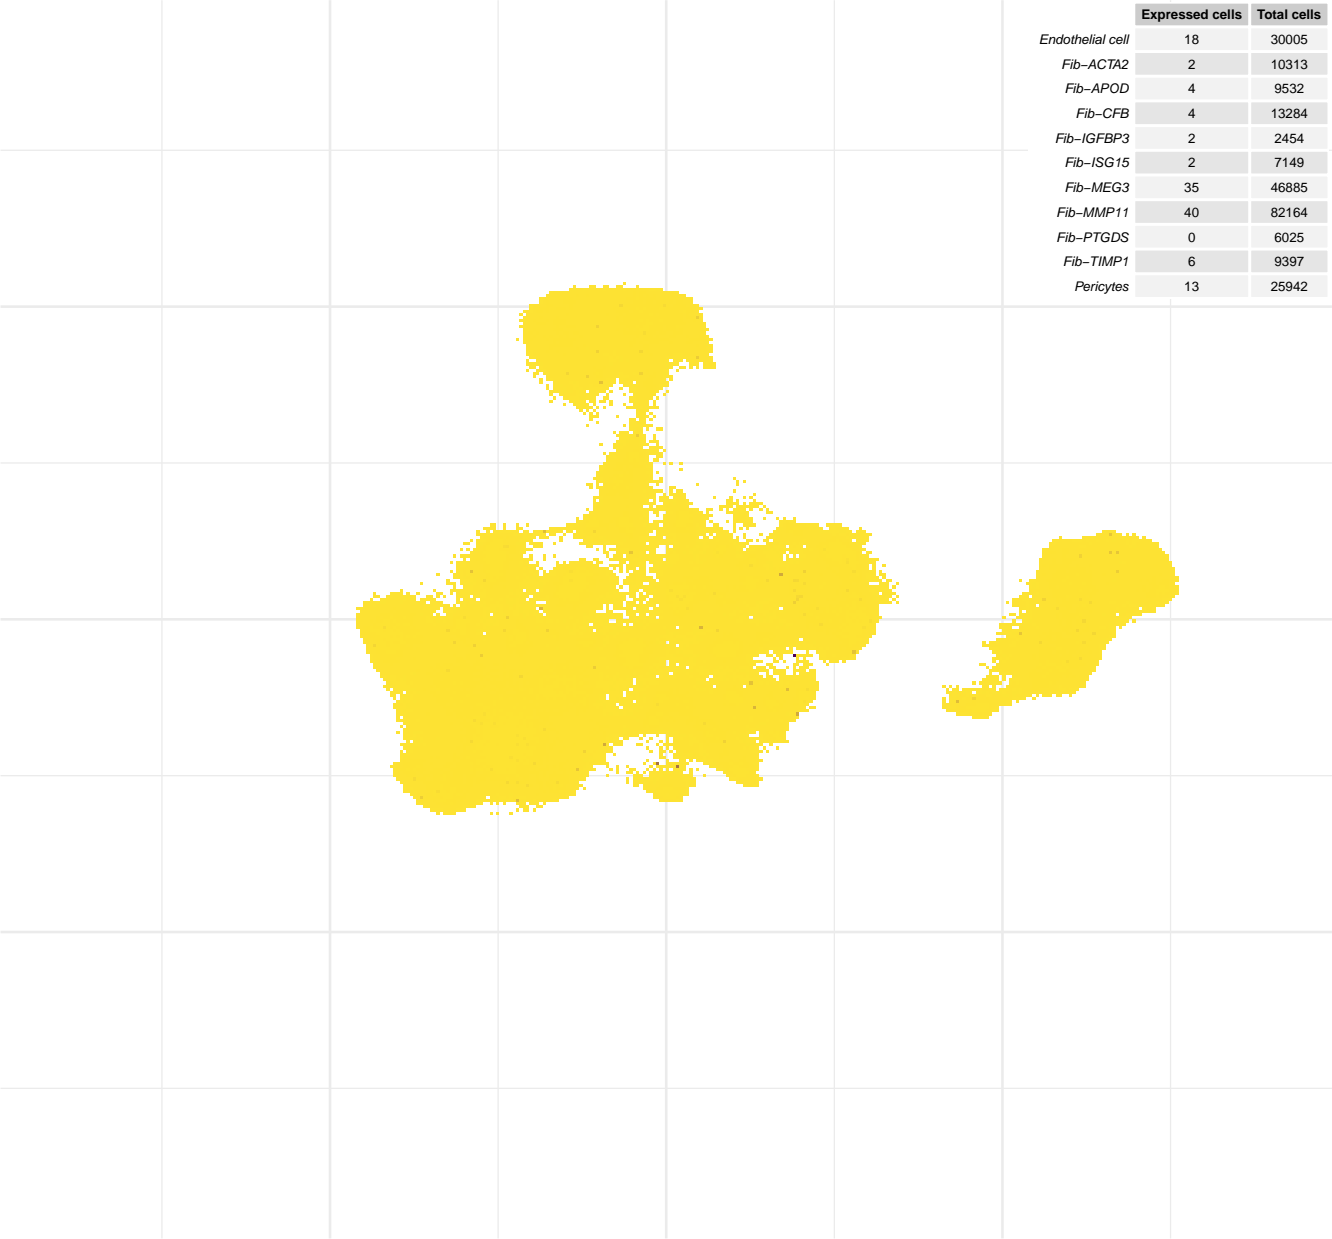 Expressed cells Total cells
Endothelial cell 18 30005
Fib−ACTA2 2 10313
Fib−APOD 4 9532
Fib−CFB 4 13284
Fib−IGFBP3 2 2454
Fib−ISG15 2 7149
Fib−MEG3 35 46885
Fib−MMP11 40 82164
Fib−PTGDS 0 6025
Fib−TIMP1 6 9397
Pericytes 13 25942